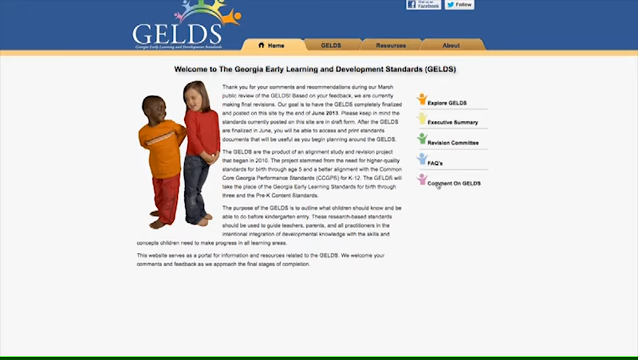 Find us on
Facebook
Follow
GELDS
Georgia Early Learning and Development Standards
Home
GELDS
Resources
About
Welcome to The Georgia Early Learning and Development Standards (GELDS)
Thank you for your comments and recommendations during our Marsh
public review of the GELDS! Based on your feedback, we are currently
making final revisions. Our goal is to have the GELDS completely finalized
and posted on this site by the end of June 2013. Please keep in mind the
standards currently posted on this site are in draft form. After the GELDS
are finalized in June, you will be able to access and print standards
documents that will be useful as you begin planning around the GELDS.
The GELDS are the product of an alignment study and revision project
that began in 2010. The project stemmed from the need for higher-quality
standards for birth through age 5 and a better alignment with the Common
Core Georgia Performance Standards (CCGPS) for K-12. The GELDS will
take the place of the Georgia Early Learning Standards for birth through
three and the Pre-K Content Standards.
The purpose of the GELDS is to outline what children should know and be
able to do before kindergarten entry. These research-based standards
should be used to guide teachers, parents, and all practitioners in the
intentional integration of developmental knowledge with the skills and
concepts children need to make progress in all learning areas.
This website serves as a portal for information and resources related to the GELDS. We welcome your
comments and feedback as we approach the final stages of completion.
Explore GELDS
Executive Summary
Revision Committee
FAQ's
Comment On GELDS